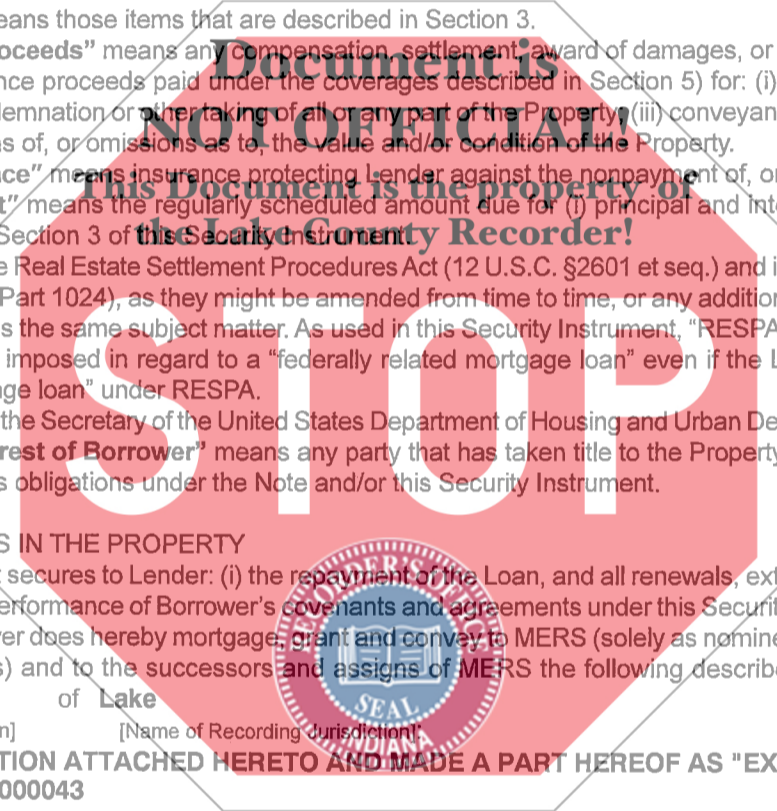 eans those items that are described in Section 3.
oceeds” means any compensation, settlement, award of damages, or
Document is
nce proceeds paid under the coverages described in Section 5) for: (i)
emnation or other taking of all or any part of the Property; (iii) conveyan
NOT OFFICIAL!
s of, or omissions as to, the value and/or condition of the Property.
ce” means insurance protecting Lender against the nonpayment of, or
This Document is the property of
t” means the regularly scheduled amount due for (i) principal and inte
Section 3 of this Security Instrument.
the Lake County Recorder!
e Real Estate Settlement Procedures Act (12 U.S.C. §2601 et seq.) and i
Part 1024), as they might be amended from time to time, or any addition
s the same subject matter. As used in this Security Instrument, “RESPA
imposed in regard to a “federally related mortgage loan” even if the L
ge loan” under RESPA.
STOP
the Secretary of the United States Department of Housing and Urban De
rest of Borrower” means any party that has taken title to the Property
s obligations under the Note and/or this Security Instrument.
S IN THE PROPERTY
t secures to Lender: (i) the repayment of the Loan, and all renewals, ext
erformance of Borrower’s covenants and agreements under this Securit
er does hereby mortgage, grant and convey to MERS (solely as nomine
s) and to the successors and assigns of MERS the following describe
RECORDER'S OFFICE
SEAL
INDIANA
of Lake
n] [Name of Recording Jurisdiction]:
TION ATTACHED HERETO AND MADE A PART HEREOF AS "EX
000043